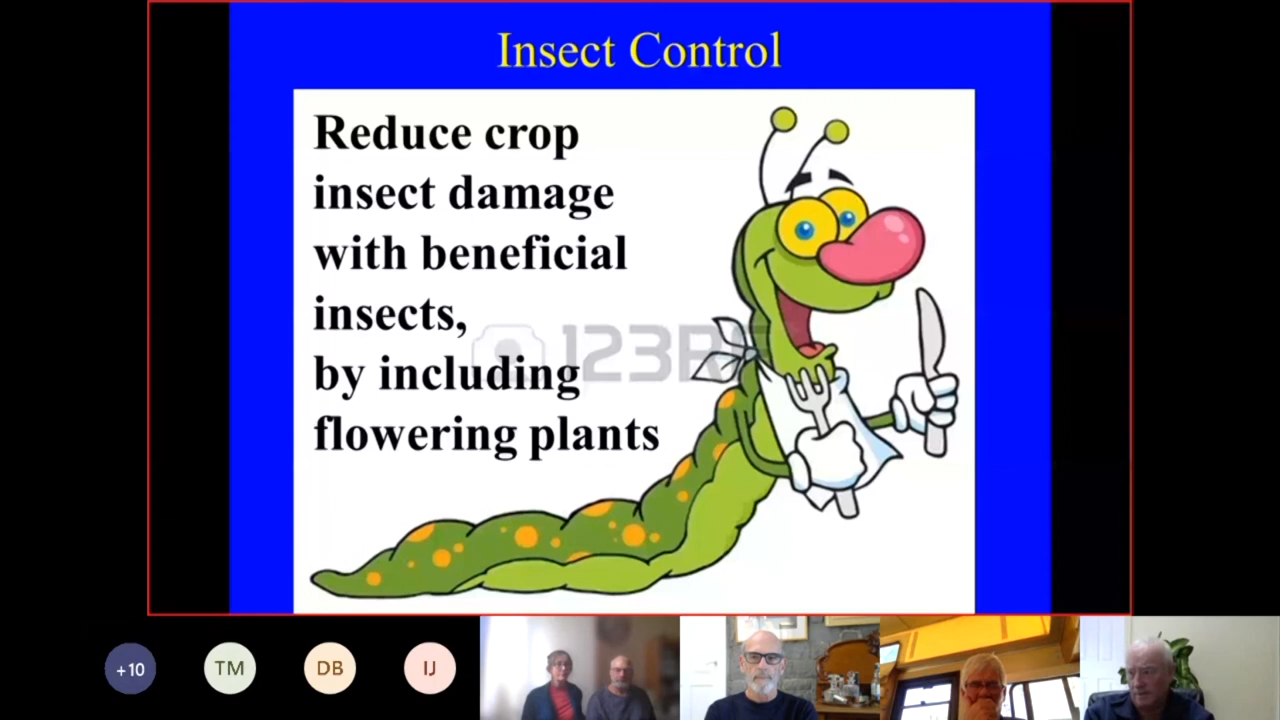 Insect Control
Reduce crop
insect damage
with beneficial
insects,
by including
flowering plants
123RF
+10
TM
DB
IJ